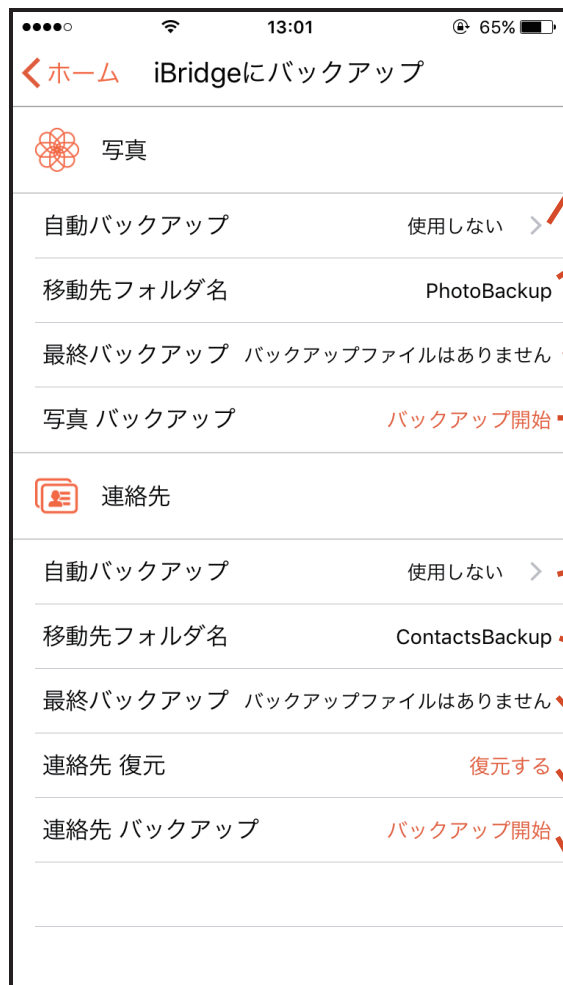 13:01 65%
ホーム iBridgeにバックアップ
写真
自動バックアップ 使用しない
移動先フォルダ名 PhotoBackup
最終バックアップ バックアップファイルはありません
写真 バックアップ バックアップ開始
連絡先
自動バックアップ 使用しない
移動先フォルダ名 ContactsBackup
最終バックアップ バックアップファイルはありません
連絡先 復元 復元する
連絡先 バックアップ バックアップ開始